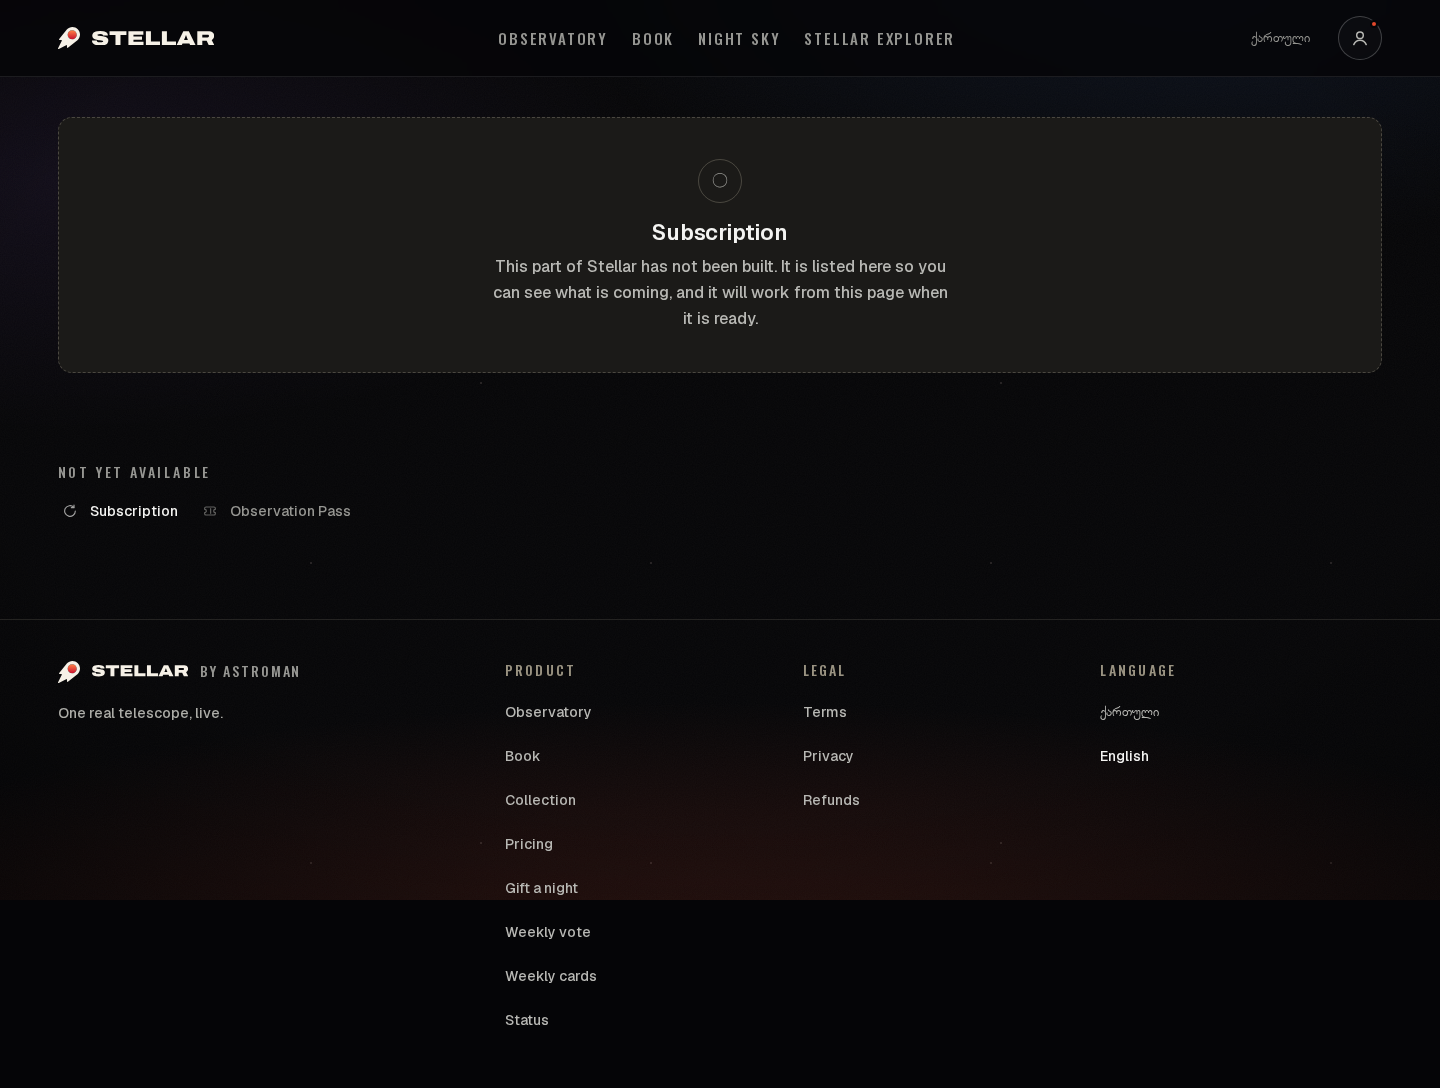 STELLAR
OBSERVATORY
BOOK
NIGHT SKY
STELLAR EXPLORER
ქართული
Subscription
This part of Stellar has not been built. It is listed here so you
can see what is coming, and it will work from this page when
it is ready.
NOT YET AVAILABLE
Subscription
Observation Pass
STELLAR BY ASTROMAN
One real telescope, live.
PRODUCT
Observatory
Book
Collection
Pricing
Gift a night
Weekly vote
Weekly cards
Status
LEGAL
Terms
Privacy
Refunds
LANGUAGE
ქართული
English